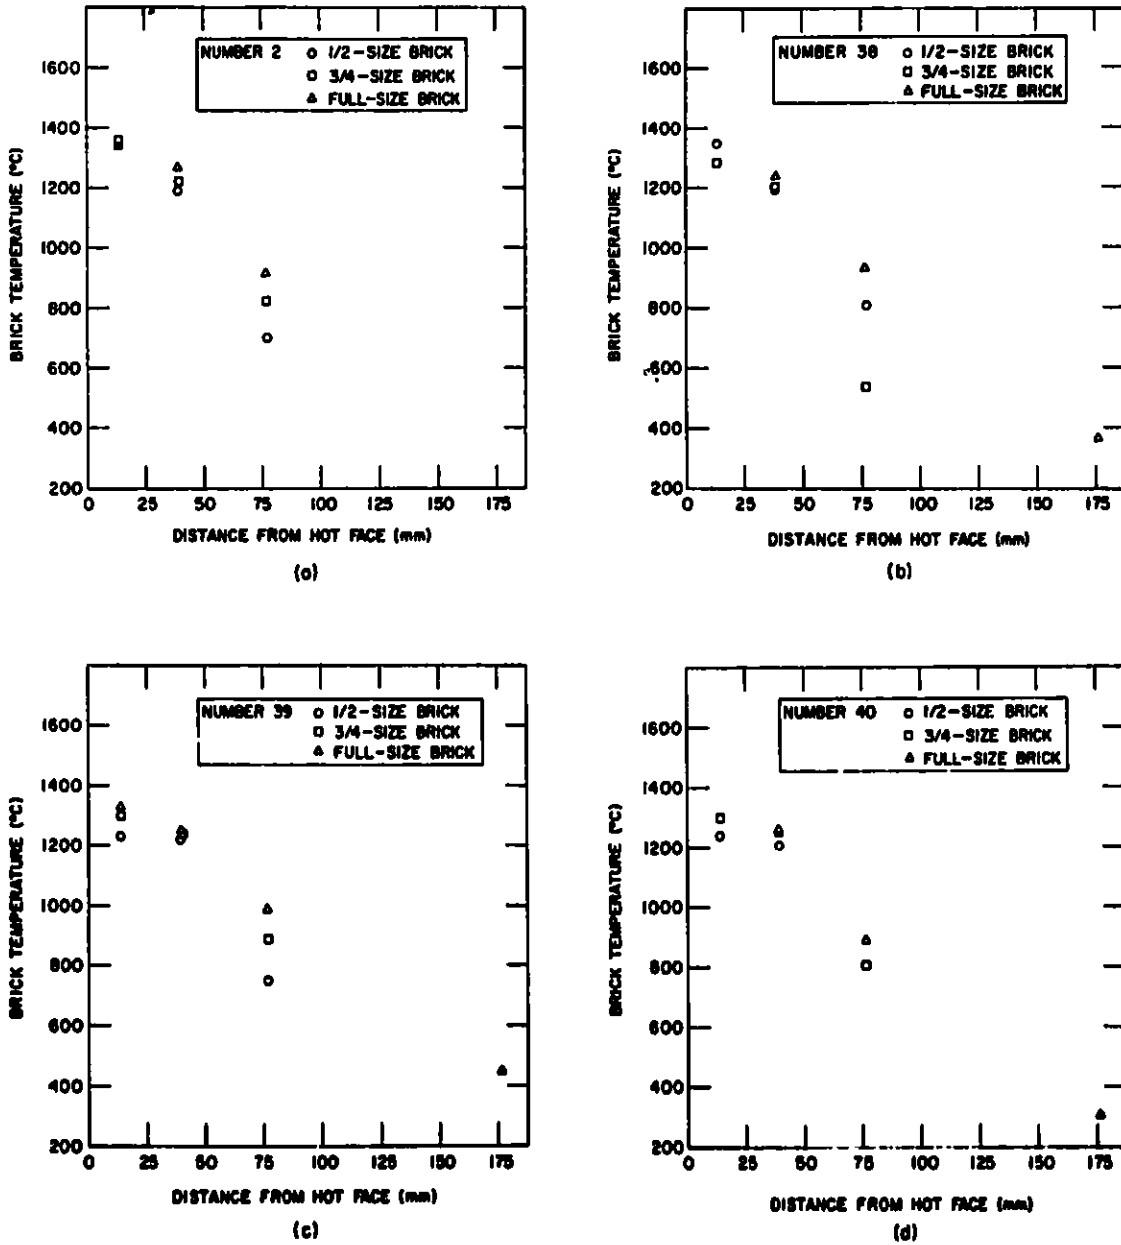 NUMBER 2 ○ 1/2-SIZE BRICK
□ 3/4-SIZE BRICK
△ FULL-SIZE BRICK
1600
1400
1200
1000
800
600
400
200
BRICK TEMPERATURE (°C)
0 25 50 75 100 125 150 175
DISTANCE FROM HOT FACE (mm)
(a)
NUMBER 38 ○ 1/2-SIZE BRICK
□ 3/4-SIZE BRICK
△ FULL-SIZE BRICK
1600
1400
1200
1000
800
600
400
200
BRICK TEMPERATURE (°C)
0 25 50 75 100 125 150 175
DISTANCE FROM HOT FACE (mm)
(b)
NUMBER 39 ○ 1/2-SIZE BRICK
□ 3/4-SIZE BRICK
△ FULL-SIZE BRICK
1600
1400
1200
1000
800
600
400
200
BRICK TEMPERATURE (°C)
0 25 50 75 100 125 150 175
DISTANCE FROM HOT FACE (mm)
(c)
NUMBER 40 ○ 1/2-SIZE BRICK
□ 3/4-SIZE BRICK
△ FULL-SIZE BRICK
1600
1400
1200
1000
800
600
400
200
BRICK TEMPERATURE (°C)
0 25 50 75 100 125 150 175
DISTANCE FROM HOT FACE (mm)
(d)